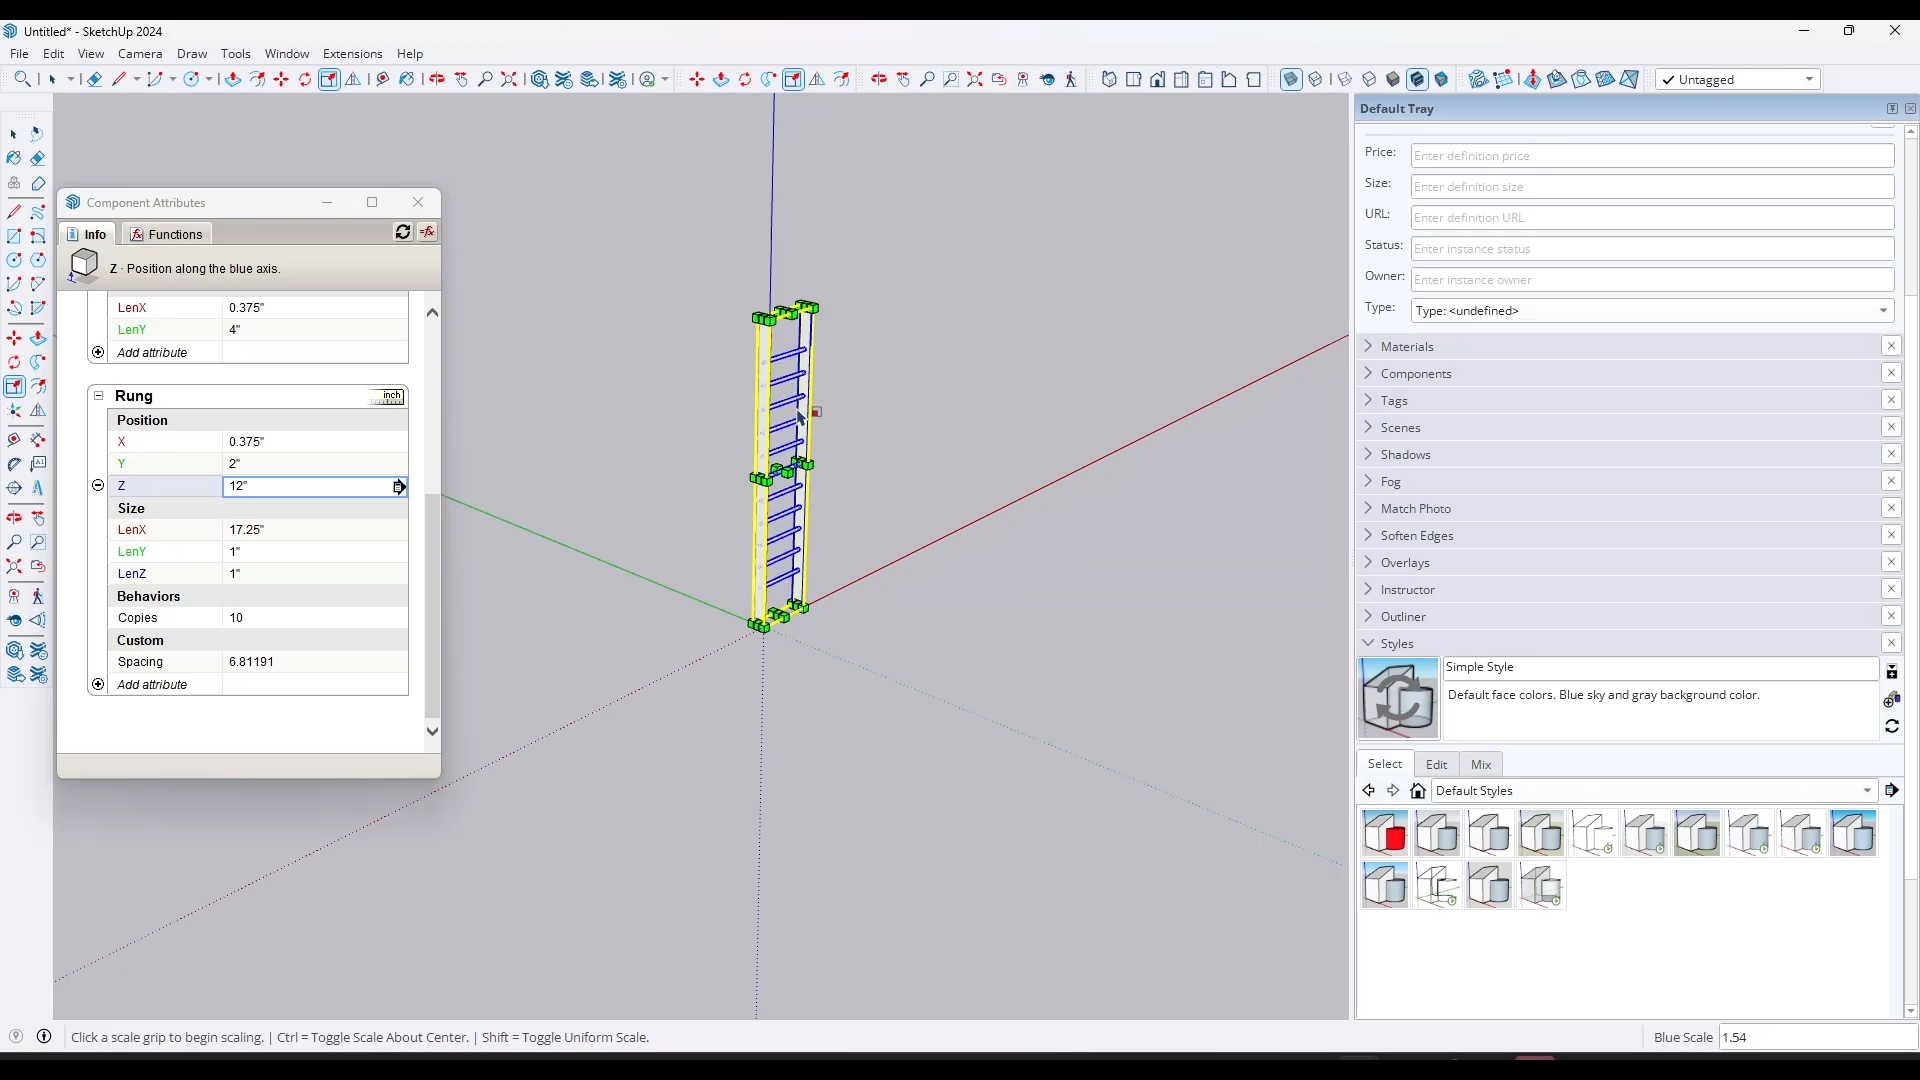 Untitled* - SketchUp 2024
File Edit View Camera Draw Tools Window Extensions Help
Untagged
Default Tray
Component Attributes
Info Functions =fx
Z · Position along the blue axis.
LenX 0.375"
LenY 4"
Add attribute
Rung inch
Position
X 0.375"
Y 2"
Z 12"
Size
LenX 17.25"
LenY 1"
LenZ 1"
Behaviors
Copies 10
Custom
Spacing 6.81191
Add attribute
Price: Enter definition price
Size: Enter definition size
URL: Enter definition URL
Status: Enter instance status
Owner: Enter instance owner
Type: Type: <undefined>
Materials
Components
Tags
Scenes
Shadows
Fog
Match Photo
Soften Edges
Overlays
Instructor
Outliner
Styles
Simple Style
Default face colors. Blue sky and gray background color.
Select Edit Mix
Default Styles
Click a scale grip to begin scaling. | Ctrl = Toggle Scale About Center. | Shift = Toggle Uniform Scale.
Blue Scale 1.54